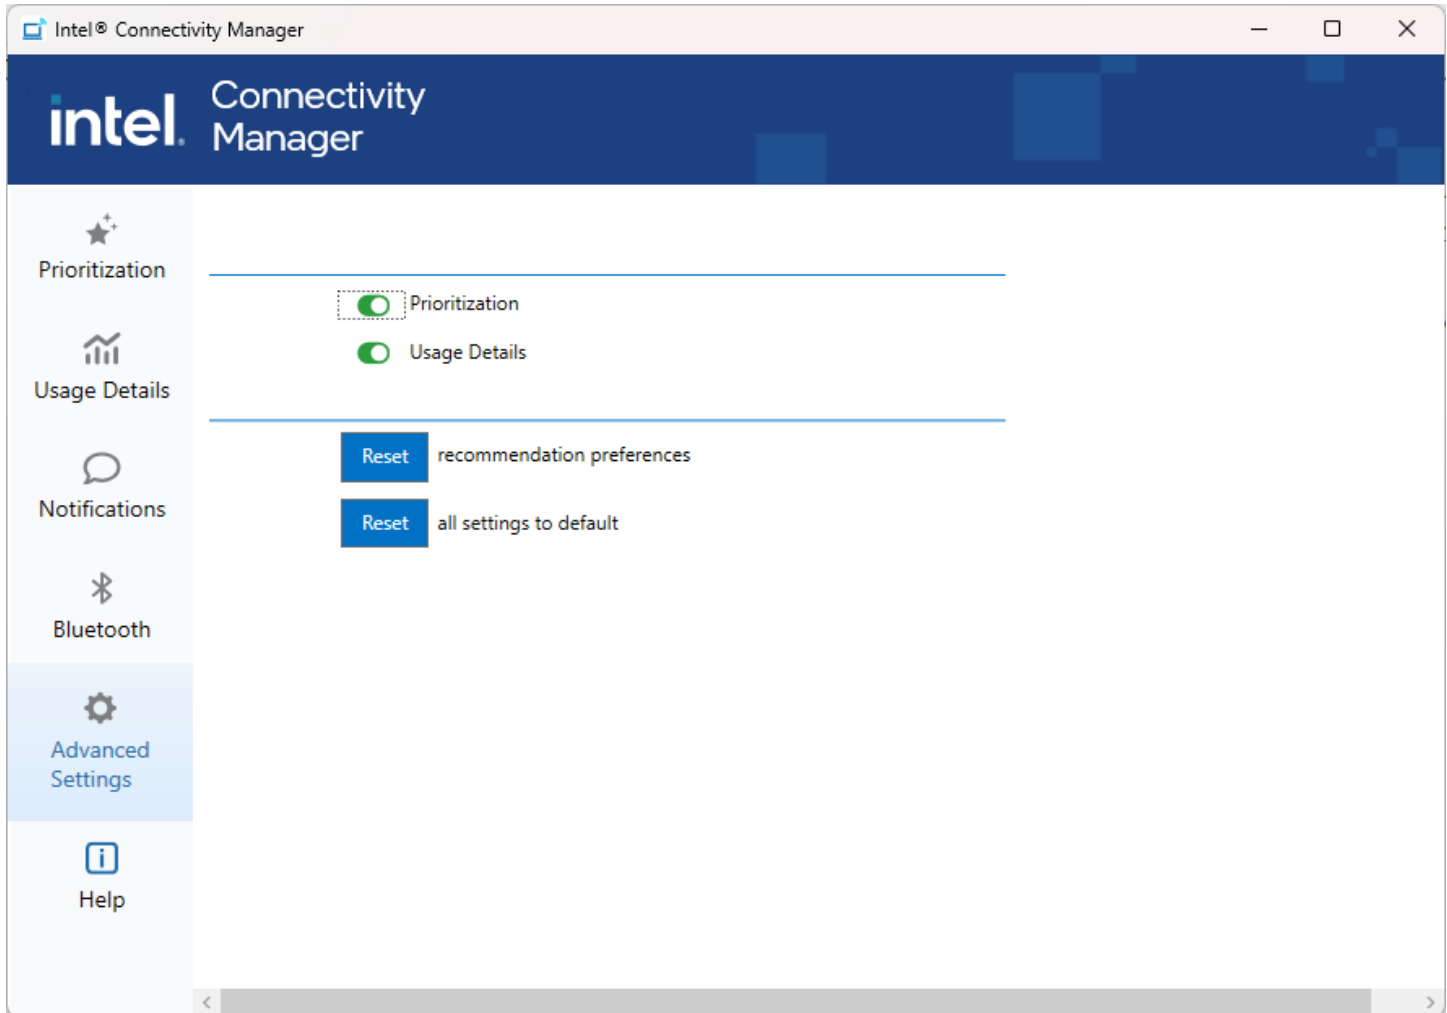 Intel® Connectivity Manager
intel.
Connectivity
Manager
Prioritization
Usage Details
Notifications
Bluetooth
Advanced
Settings
Help
Prioritization
Usage Details
Reset recommendation preferences
Reset all settings to default